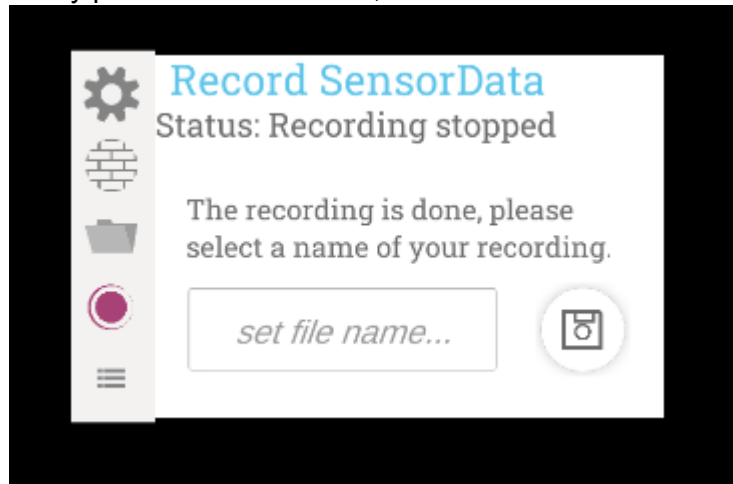 Record SensorData
Status: Recording stopped
The recording is done, please
select a name of your recording.
set file name...